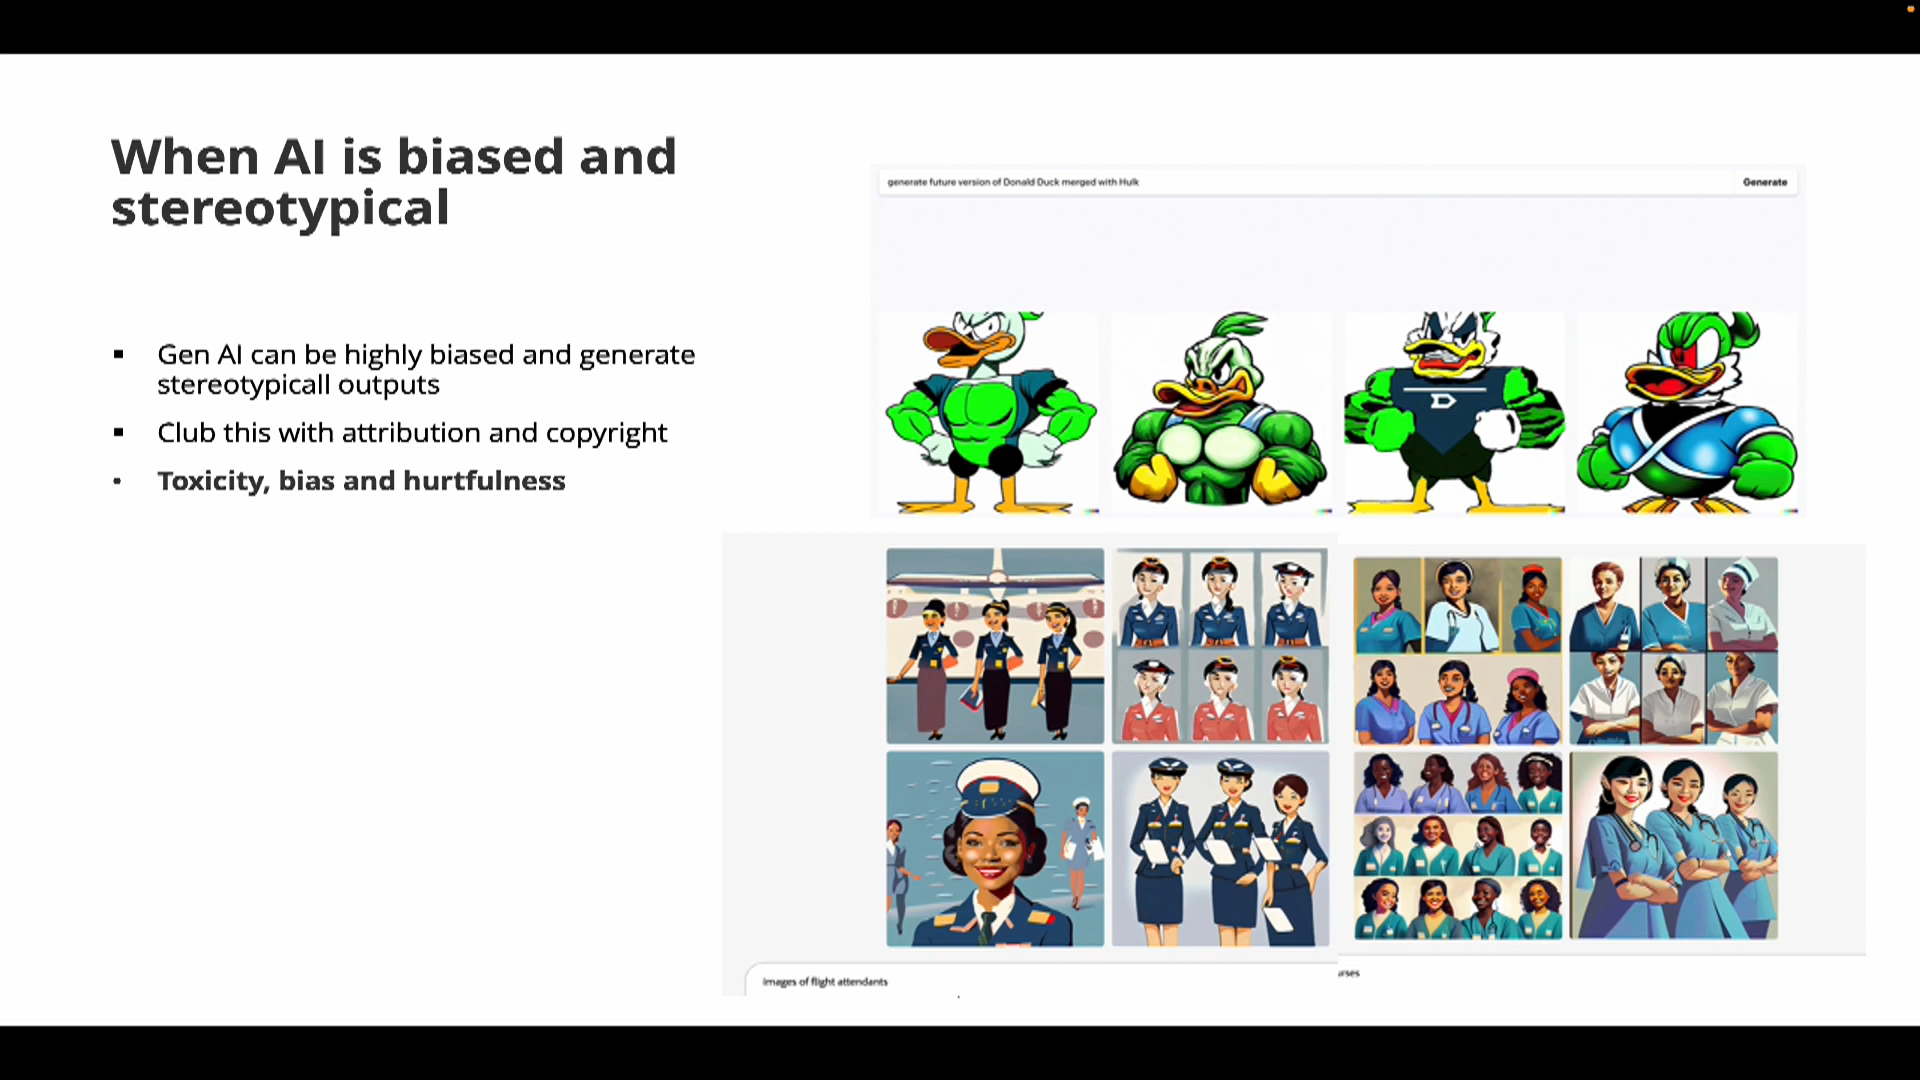 When AI is biased and
stereotypical
▪ Gen AI can be highly biased and generate
stereotypicall outputs
▪ Club this with attribution and copyright
• Toxicity, bias and hurtfulness
generate future version of Donald Duck merged with Hulk
Generate
D
images of flight attendants
urses